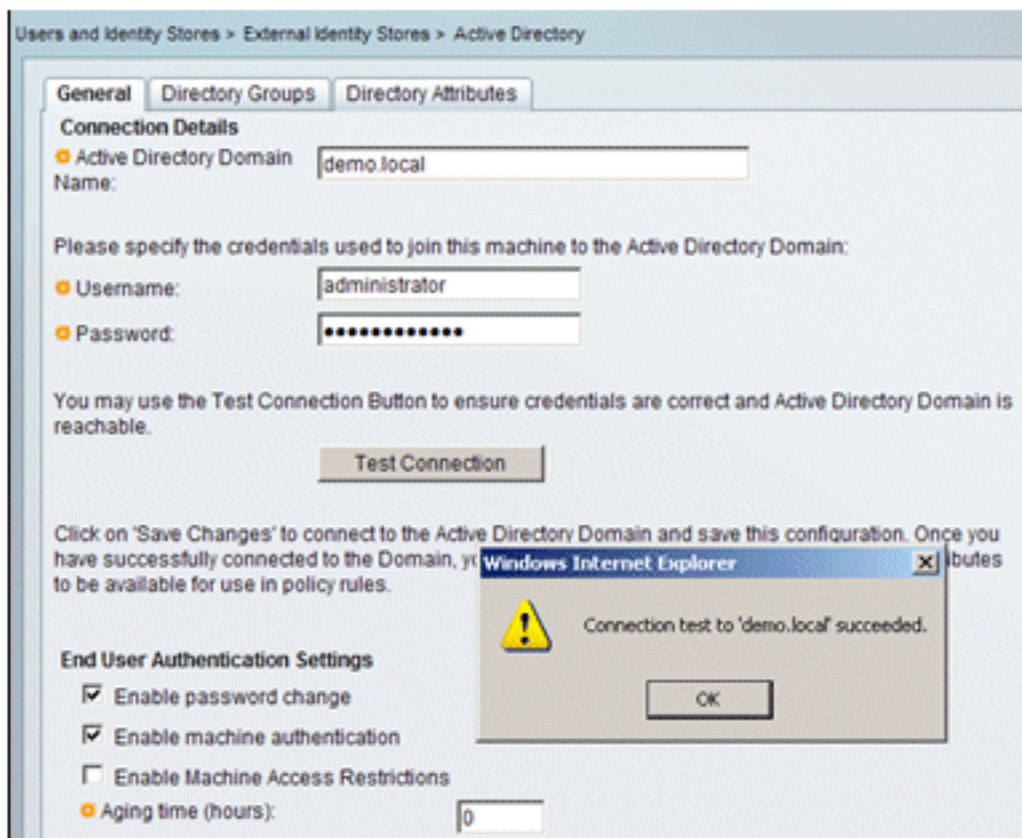 Users and Identity Stores > External Identity Stores > Active Directory
General Directory Groups Directory Attributes
Connection Details
Active Directory Domain
Name:
demo.local
Please specify the credentials used to join this machine to the Active Directory Domain:
Username:
administrator
Password:
••••••••••••
You may use the Test Connection Button to ensure credentials are correct and Active Directory Domain is
reachable.
Test Connection
Click on 'Save Changes' to connect to the Active Directory Domain and save this configuration. Once you
have successfully connected to the Domain,
to be available for use in policy rules.
Windows Internet Explorer
Connection test to 'demo.local' succeeded.
OK
End User Authentication Settings
Enable password change
Enable machine authentication
Enable Machine Access Restrictions
Aging time (hours):
0